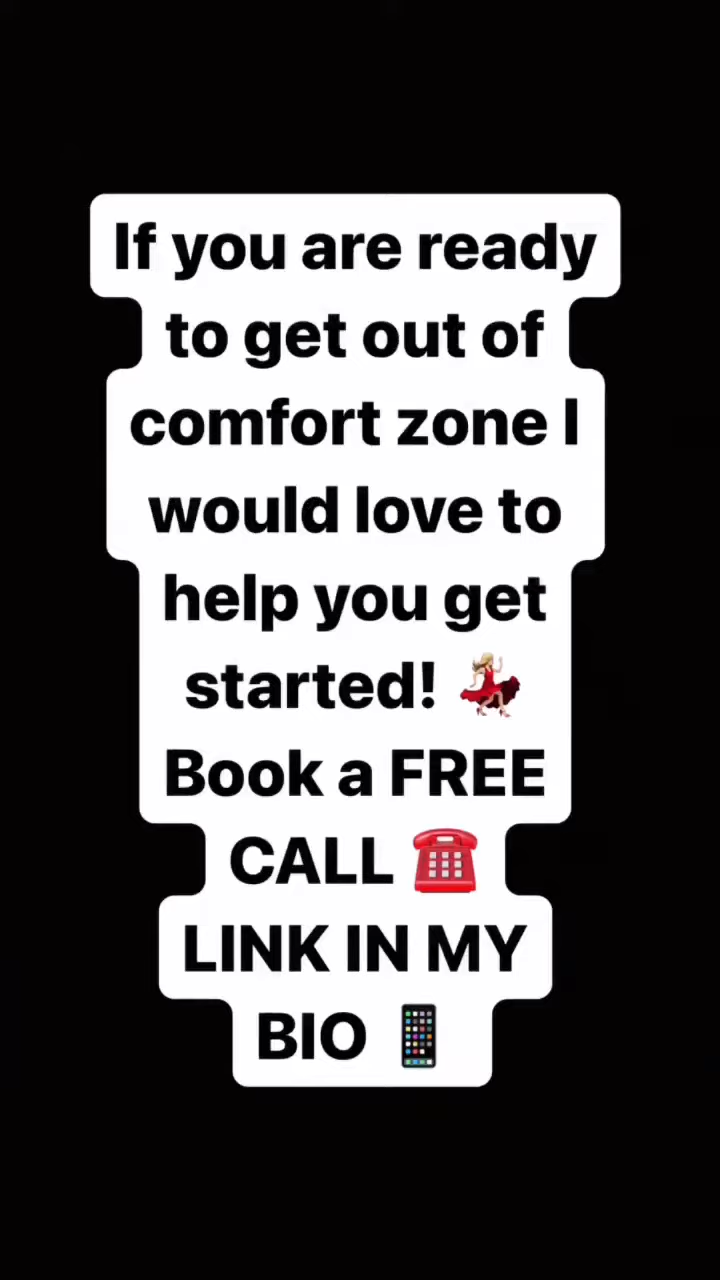 If you are ready
to get out of
comfort zone I
would love to
help you get
started! 💃🏼
Book a FREE
CALL ☎️
LINK IN MY
BIO 📱